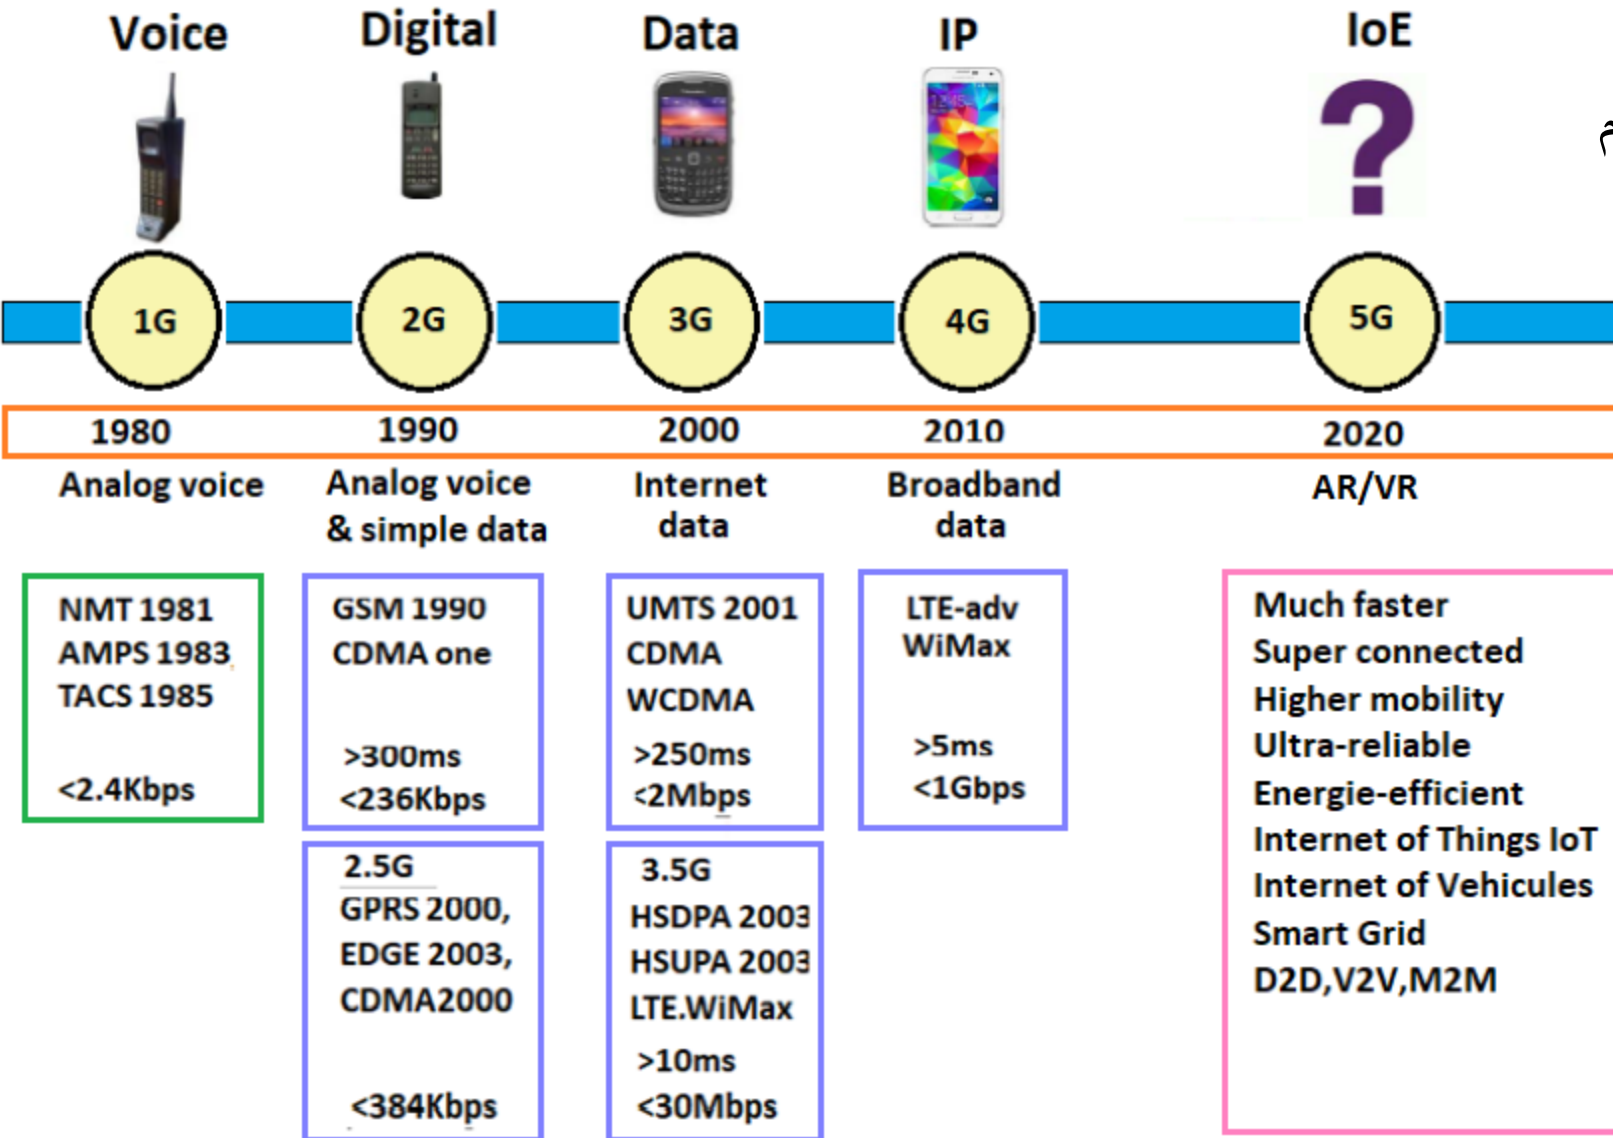 Voice
Digital
Data
IP
IoE
1G
2G
3G
4G
5G
1980
1990
2000
2010
2020
Analog voice
Analog voice
& simple data
Internet
data
Broadband
data
AR/VR
NMT 1981
AMPS 1983,
TACS 1985
<2.4Kbps
GSM 1990
CDMA one
>300ms
<236Kbps
2.5G
GPRS 2000,
EDGE 2003,
CDMA2000
<384Kbps
UMTS 2001
CDMA
WCDMA
>250ms
<2Mbps
3.5G
HSDPA 2003
HSUPA 2003
LTE.WiMax
>10ms
<30Mbps
LTE-adv
WiMax
>5ms
<1Gbps
Much faster
Super connected
Higher mobility
Ultra-reliable
Energie-efficient
Internet of Things IoT
Internet of Vehicules
Smart Grid
D2D,V2V,M2M